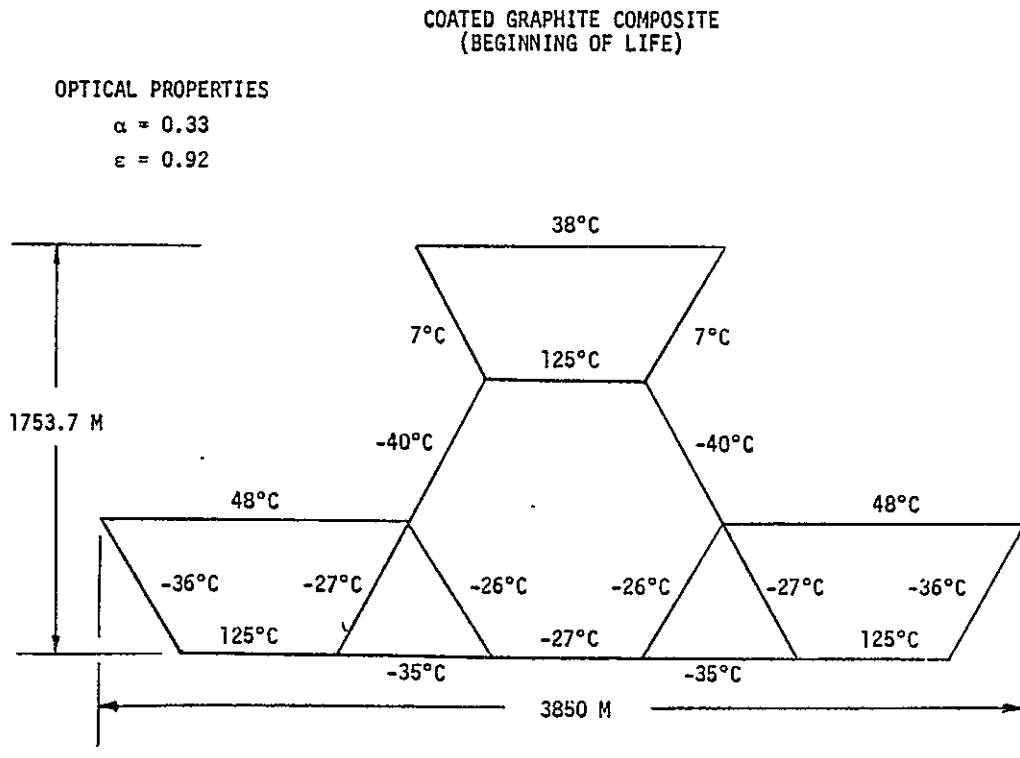 COATED GRAPHITE COMPOSITE
(BEGINNING OF LIFE)
OPTICAL PROPERTIES
α = 0.33
ε = 0.92
38°C
7°C
7°C
125°C
1753.7 M
-40°C
-40°C
48°C
48°C
-36°C
-27°C
-26°C
-26°C
-27°C
-36°C
125°C
-27°C
125°C
-35°C
-35°C
3850 M